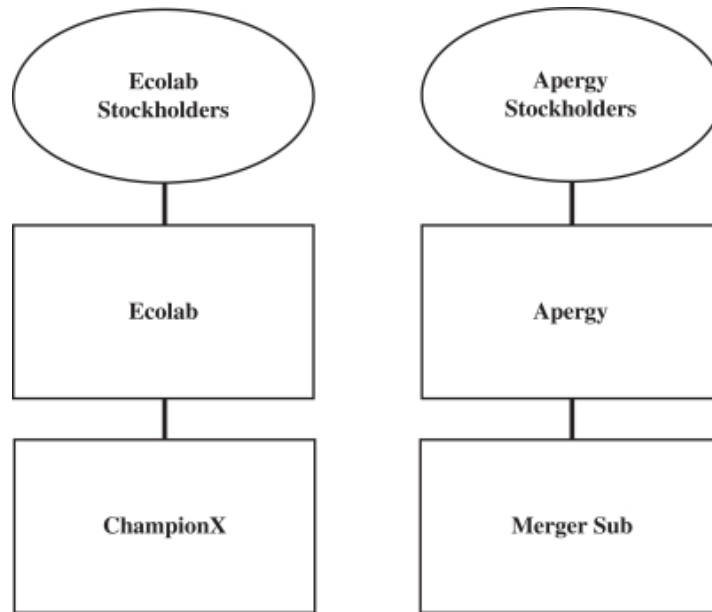 Ecolab
Stockholders
Apergy
Stockholders
Ecolab
Apergy
ChampionX
Merger Sub